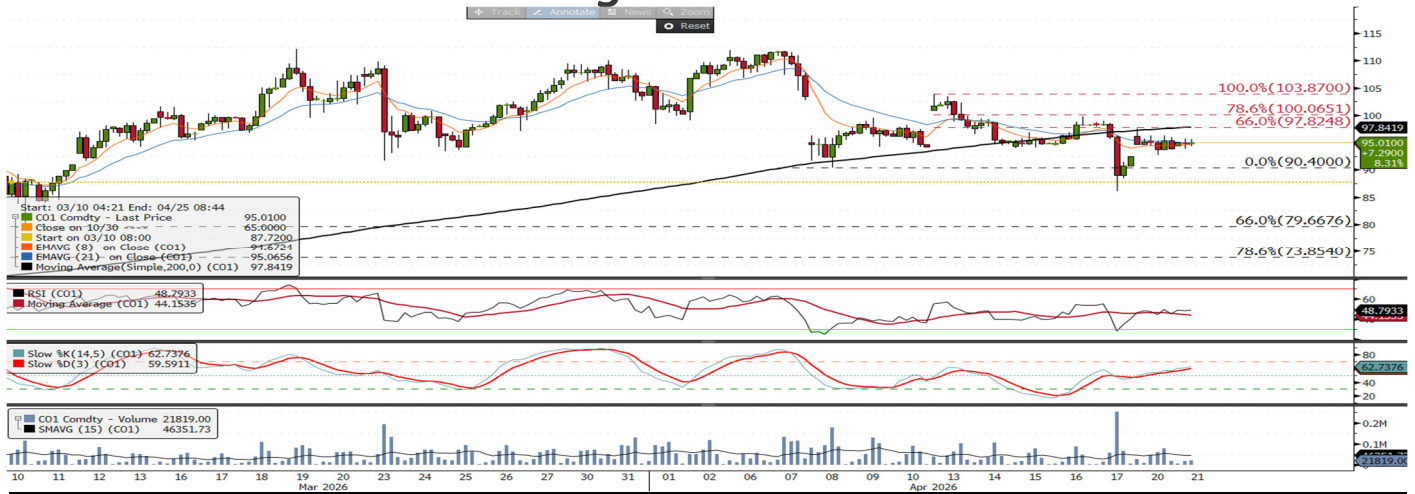 Track Annotate News Zoom
Reset
115
110
105
100
90
85
80
75
100.0%(103.8700)
78.6%(100.0651)
66.0%(97.8248)
97.8419
95.0100
+7.2900
8.31%
0.0%(90.4000)
66.0%(79.6676)
78.6%(73.8540)
Start: 03/10 04:21 End: 04/25 08:44
CO1 Comdty - Last Price 95.0100
Close on 10/30 65.0000
Start on 03/10 08:00 87.7200
EMAVG (8) on Close (CO1) 94.6724
EMAVG (21) on Close (CO1) 95.0656
Moving Average(Simple,200,0) (CO1) 97.8419
RSI (CO1) 48.7933
Moving Average (CO1) 44.1535
60
48.7933
Slow %K(14,5) (CO1) 62.7376
Slow %D(3) (CO1) 59.5911
80
62.7376
40
20
CO1 Comdty - Volume 21819.00
SMAVG (15) (CO1) 46351.73
0.2M
0.1M
21819.00
10 11 12 13 16 17 18 19 20 23 24 25 26 27 30 31 01 02 06 07 08 09 10 13 14 15 16 17 20 21
Mar 2026 Apr 2026